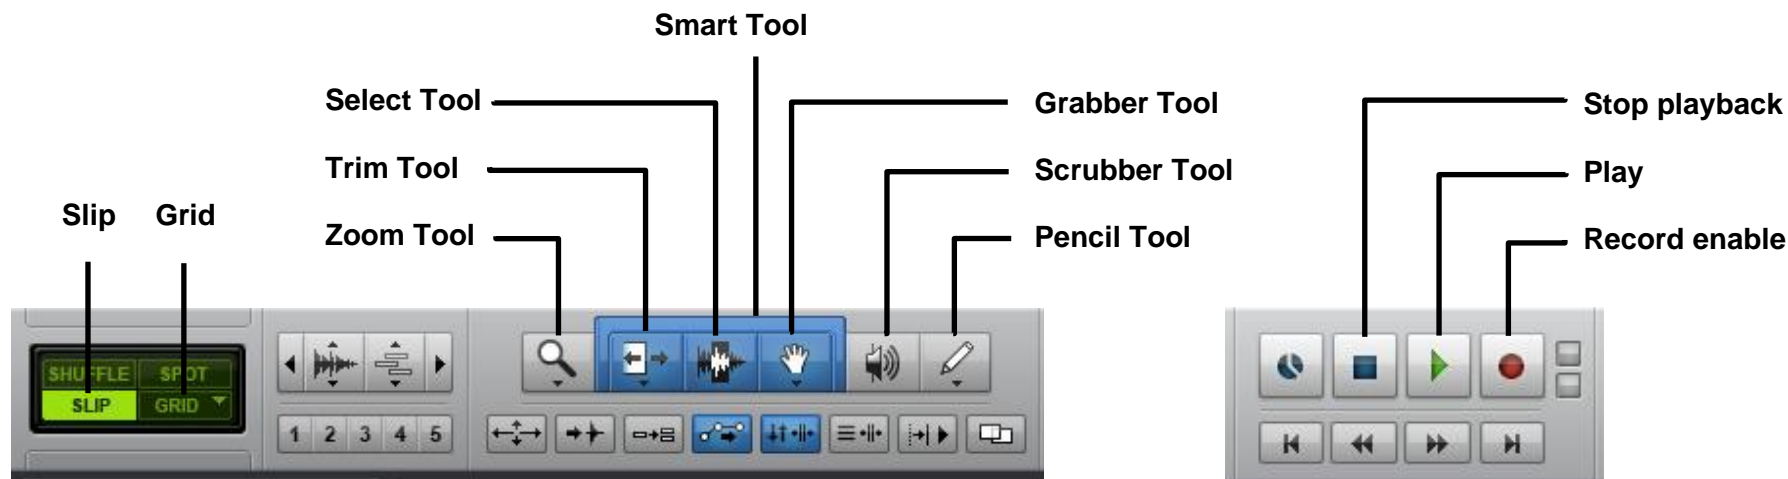 Smart Tool
Select Tool
Grabber Tool
Stop playback
Trim Tool
Scrubber Tool
Play
Slip
Grid
Zoom Tool
Pencil Tool
Record enable
SHUFFLE
SPOT
SLIP
GRID
1 2 3 4 5